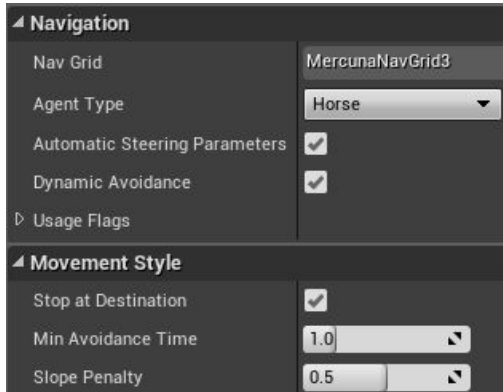 Navigation
Nav Grid MercunaNavGrid3
Agent Type Horse
Automatic Steering Parameters
Dynamic Avoidance
Usage Flags
Movement Style
Stop at Destination
Min Avoidance Time 1.0
Slope Penalty 0.5